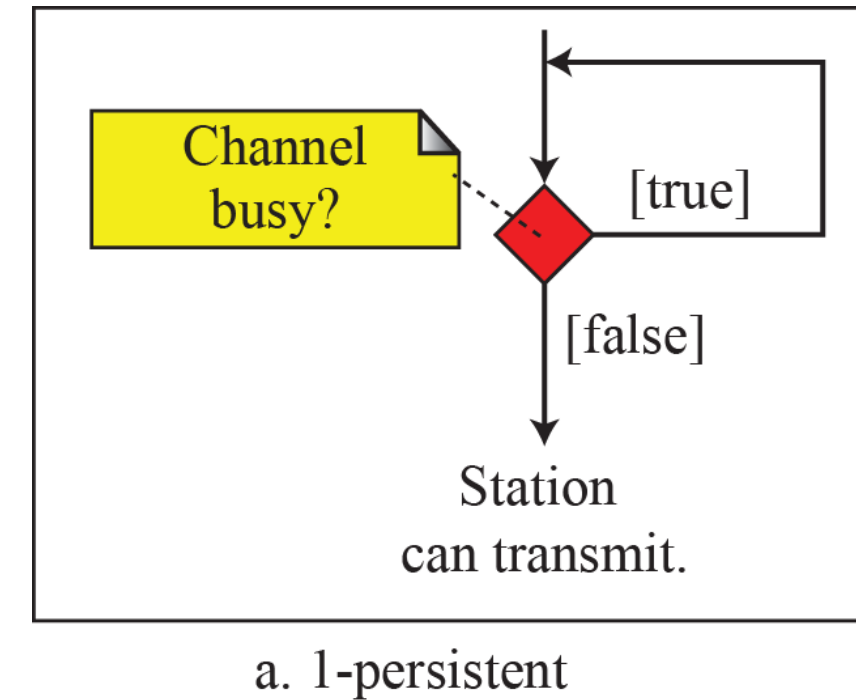 Channel
busy?
[true]
[false]
Station
can transmit.
a. 1-persistent